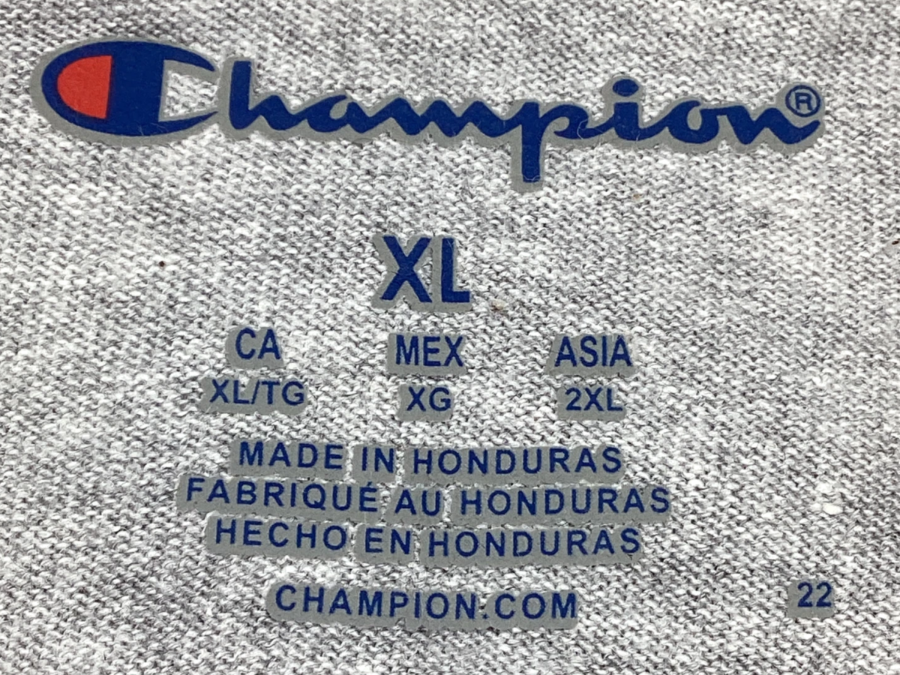 Champion®
XL
CA MEX ASIA
XL/TG XG 2XL
MADE IN HONDURAS
FABRIQUÉ AU HONDURAS
HECHO EN HONDURAS
CHAMPION.COM 22